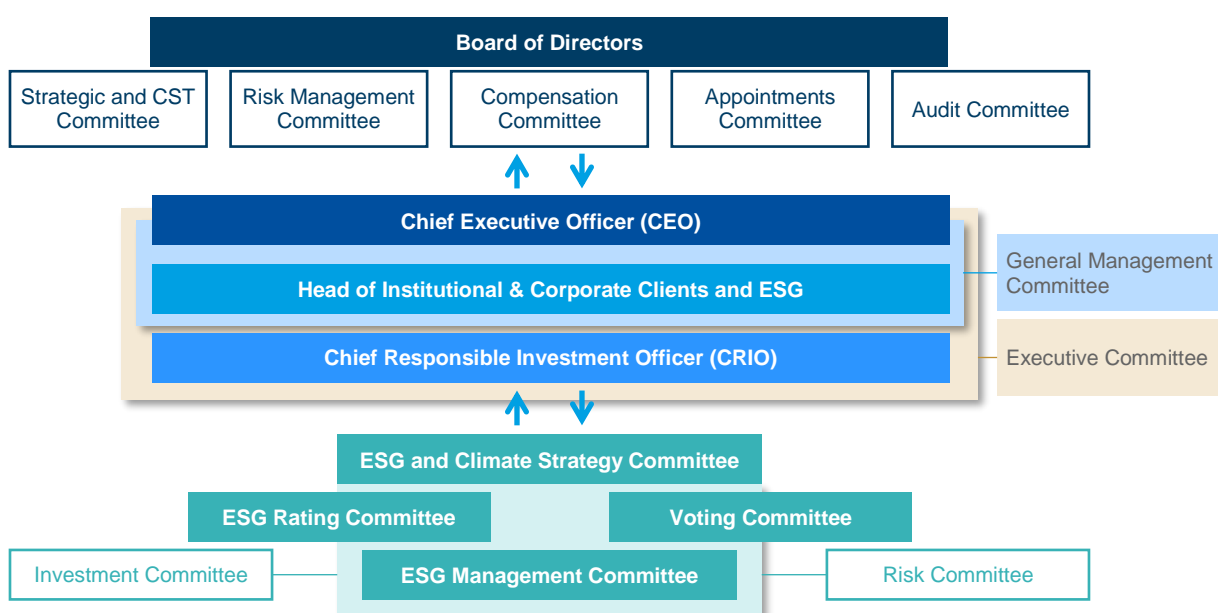 Board of Directors
Strategic and CST
Committee
Risk Management
Committee
Compensation
Committee
Appointments
Committee
Audit Committee
Chief Executive Officer (CEO)
Head of Institutional & Corporate Clients and ESG
General Management
Committee
Chief Responsible Investment Officer (CRIO)
Executive Committee
ESG and Climate Strategy Committee
ESG Rating Committee
Voting Committee
Investment Committee
ESG Management Committee
Risk Committee